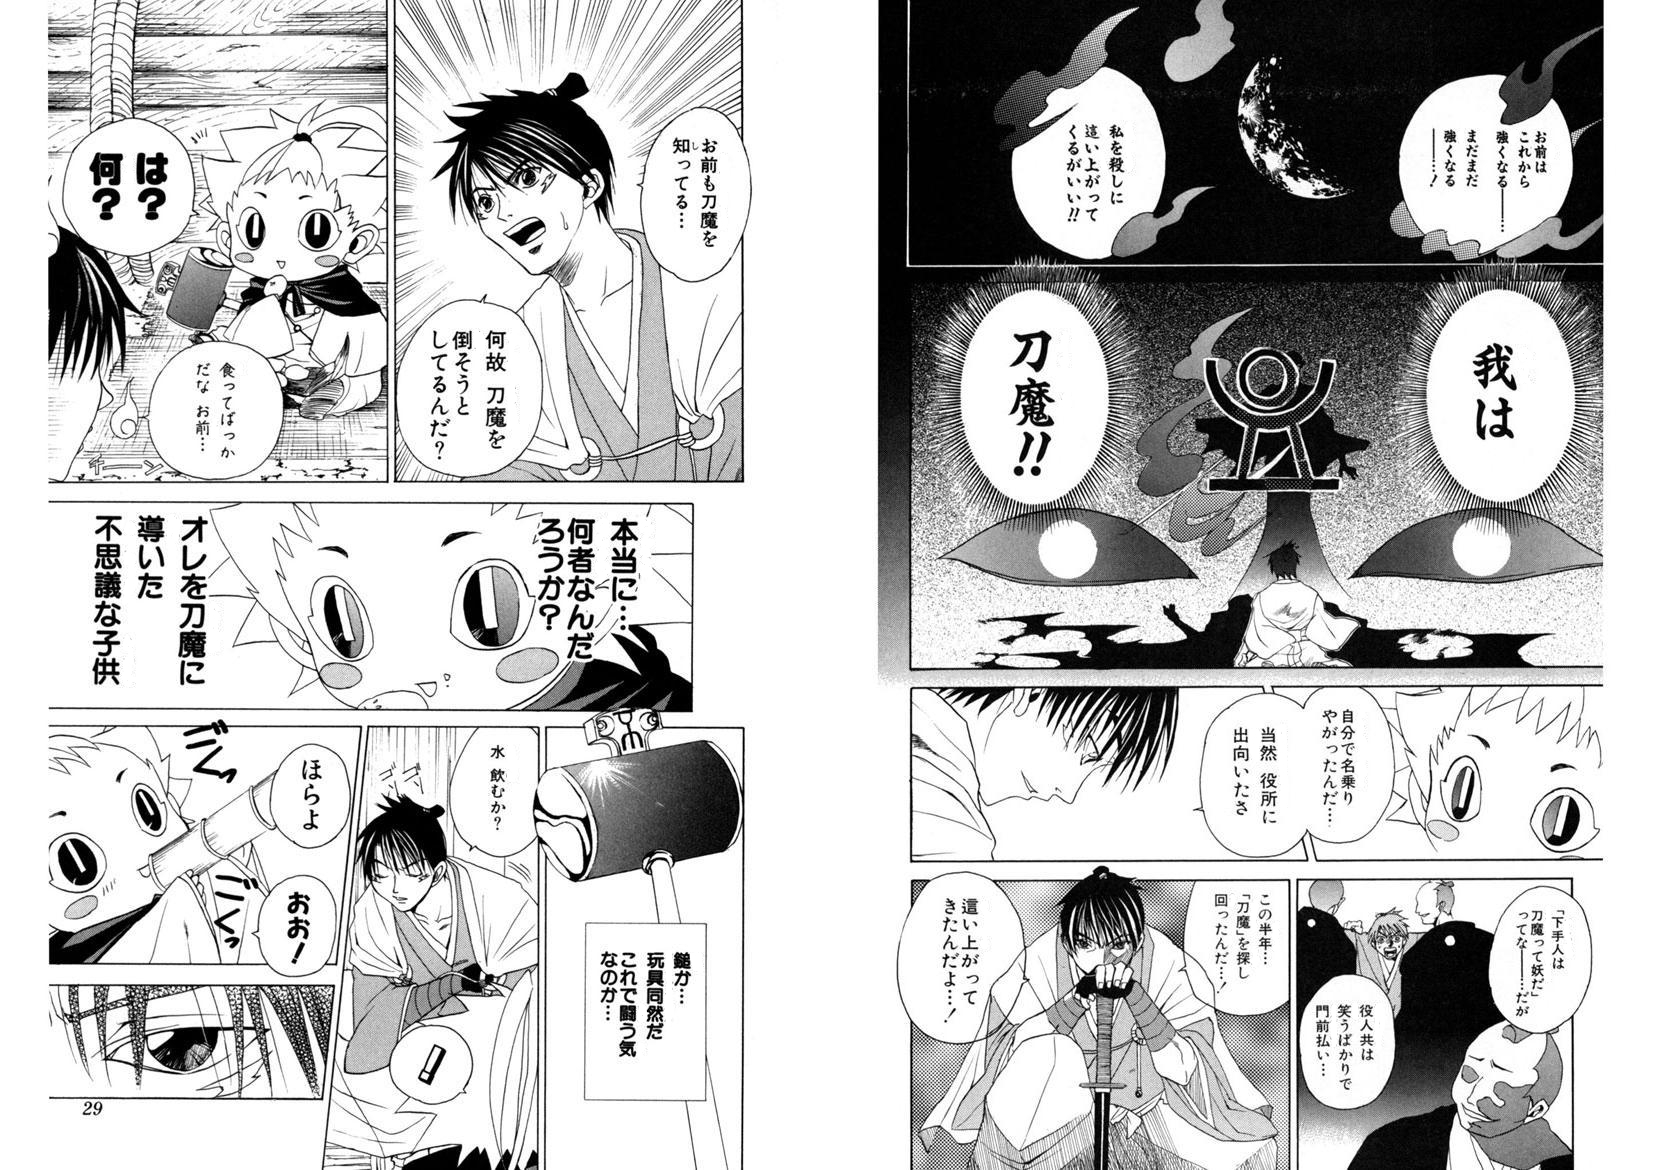 お前は
これから
強くなる――
まだまだ
強くなる
――…！
私を殺しに
這い上がって
くるがいい!!
我は
刀魔!!
自分で名乗り
やがったんだ…
当然 役所に
出向いたさ
「下手人は
刀魔って妖だ」
ってな――…だが
役人共は
笑うばかりで
門前払い…
この半年…
「刀魔」を探し
回ったんだ…！
這い上がって
きたんだよ…！
お前も刀魔を
知ってる…
し
何故 刀魔を
倒そうと
してるんだ？
は？
何？
食ってばっか
だな お前…
チーン
本当に…
何者なんだ
ろうか？
オレを刀魔に
導いた
不思議な子供
鎚か…
玩具同然だ
これで闘う気
なのか…
水 飲むか？
ゴゴ
！
ほらよ
おお！
ごくっ
ごくっ
29